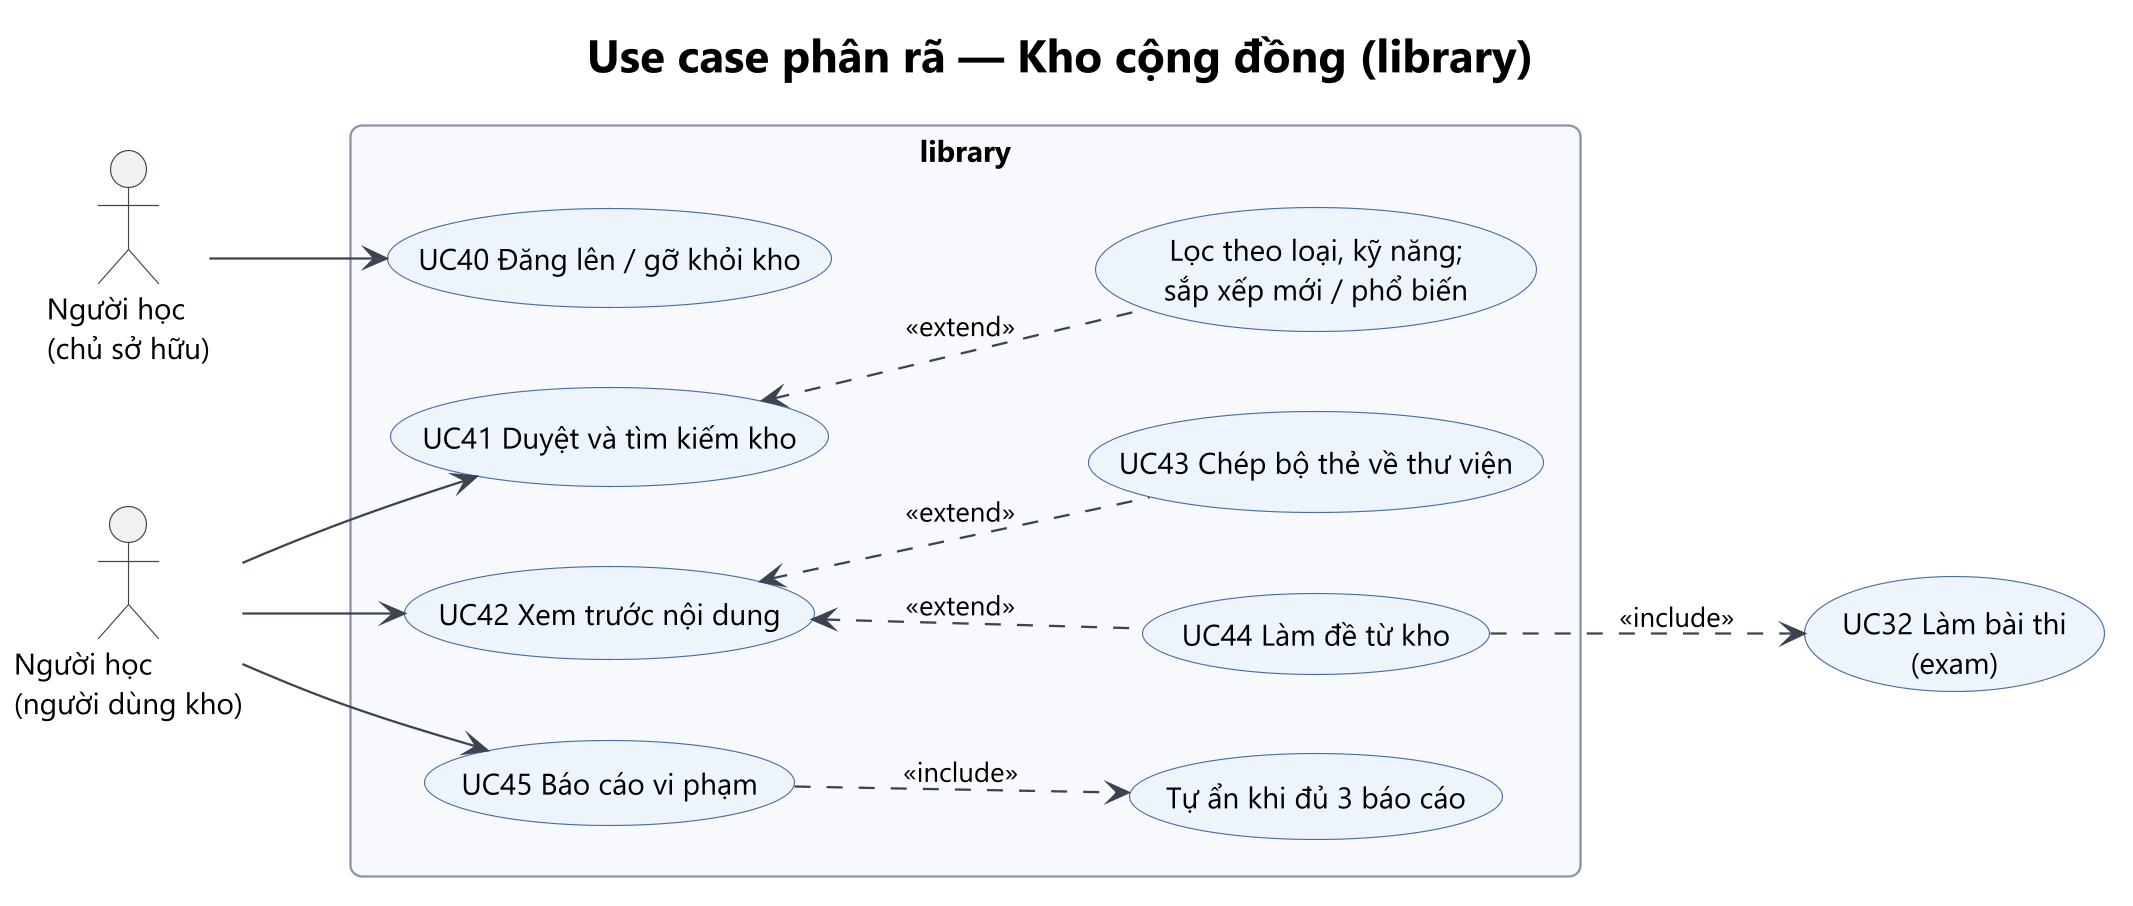 Use case phân rã — Kho cộng đồng (library)
library
Người học
(chủ sở hữu)
UC40 Đăng lên / gỡ khỏi kho
Lọc theo loại, kỹ năng;
sắp xếp mới / phổ biến
«extend»
UC41 Duyệt và tìm kiếm kho
UC43 Chép bộ thẻ về thư viện
«extend»
Người học
(người dùng kho)
UC42 Xem trước nội dung
«extend»
UC44 Làm đề từ kho
«include»
UC32 Làm bài thi
(exam)
UC45 Báo cáo vi phạm
«include»
Tự ẩn khi đủ 3 báo cáo